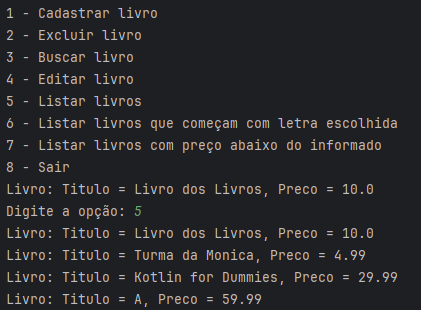 1 - Cadastrar livro
2 - Excluir livro
3 - Buscar livro
4 - Editar livro
5 - Listar livros
6 - Listar livros que começam com letra escolhida
7 - Listar livros com preço abaixo do informado
8 - Sair
Livro: Titulo = Livro dos Livros, Preco = 10.0
Digite a opção: 5
Livro: Titulo = Livro dos Livros, Preco = 10.0
Livro: Titulo = Turma da Monica, Preco = 4.99
Livro: Titulo = Kotlin for Dummies, Preco = 29.99
Livro: Titulo = A, Preco = 59.99